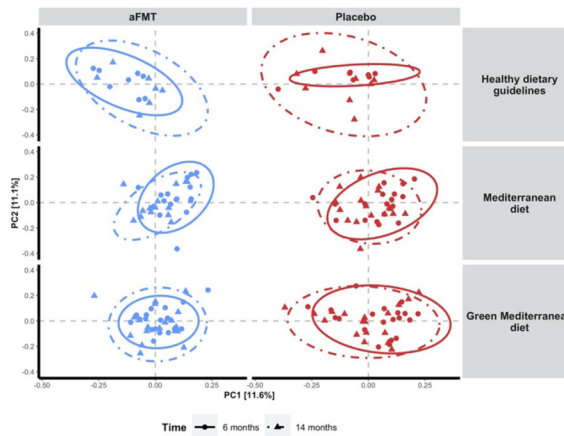 aFMT Placebo
0.4
0.2
0.0
-0.2
-0.4
Healthy dietary
guidelines
PC2 [11.1%]
0.4
0.2
0.0
-0.2
-0.4
Mediterranean
diet
0.4
0.2
0.0
-0.2
-0.4
Green Mediterranea
diet
-0.50 -0.25 0.00 0.25 -0.50 -0.25 0.00 0.25
PC1 [11.6%]
Time 6 months 14 months